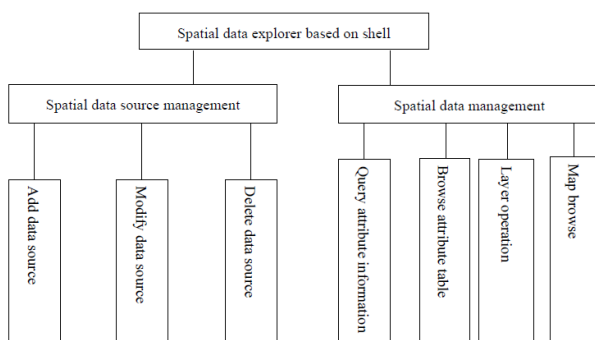 Spatial data explorer based on shell
Spatial data source management
Spatial data management
Add data source
Modify data source
Delete data source
Query attribute information
Browse attribute table
Layer operation
Map browse